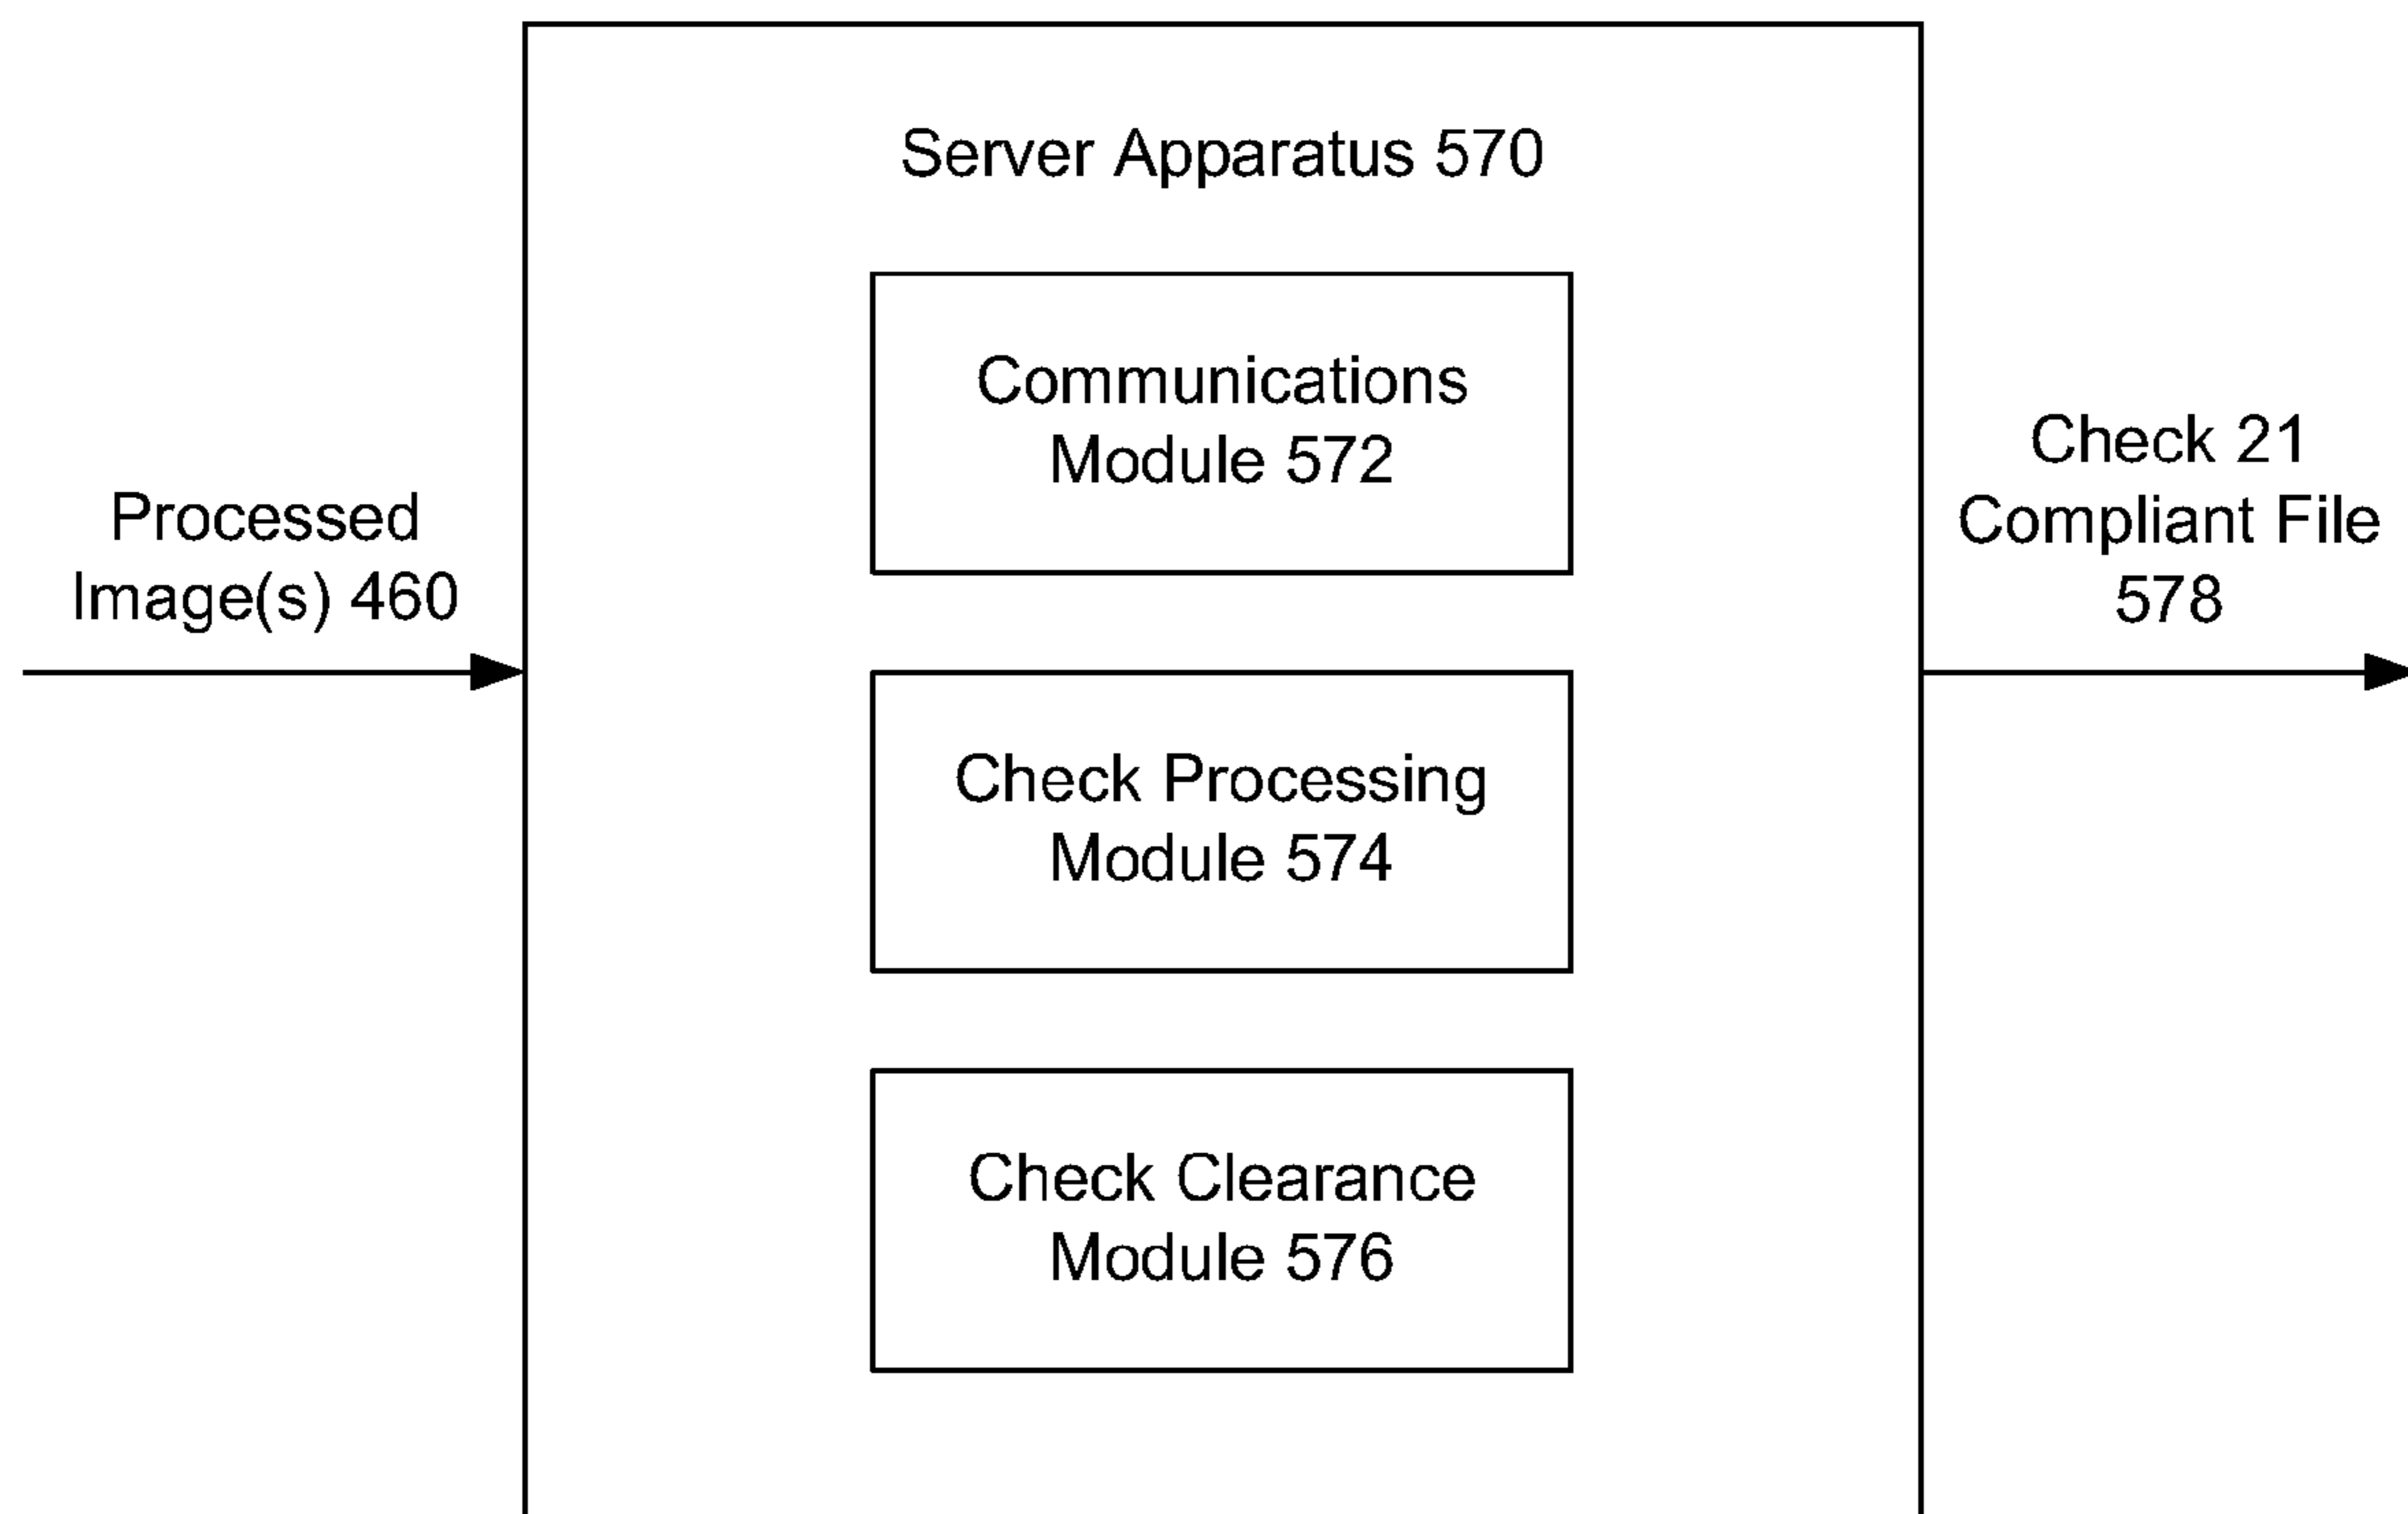 Server Apparatus 570
Communications
Module 572
Processed
Image(s) 460
Check 21
Compliant File
578
Check Processing
Module 574
Check Clearance
Module 576